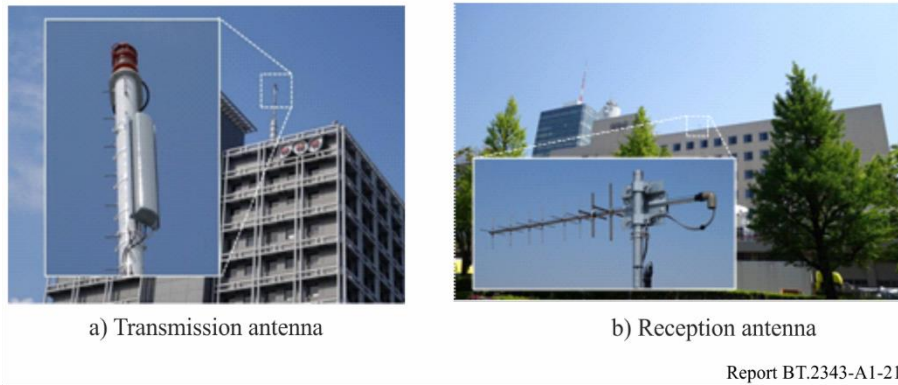 a) Transmission antenna
b) Reception antenna
Report BT.2343-A1-21